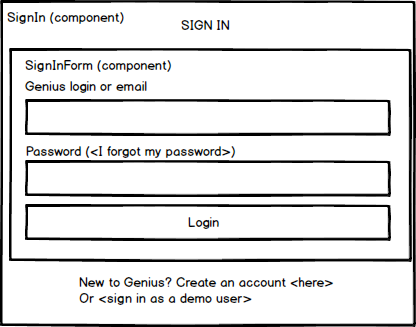 SignIn (component)
SIGN IN
SignInForm (component)
Genius login or email
Password (<I forgot my password>)
Login
New to Genius? Create an account <here>
Or <sign in as a demo user>